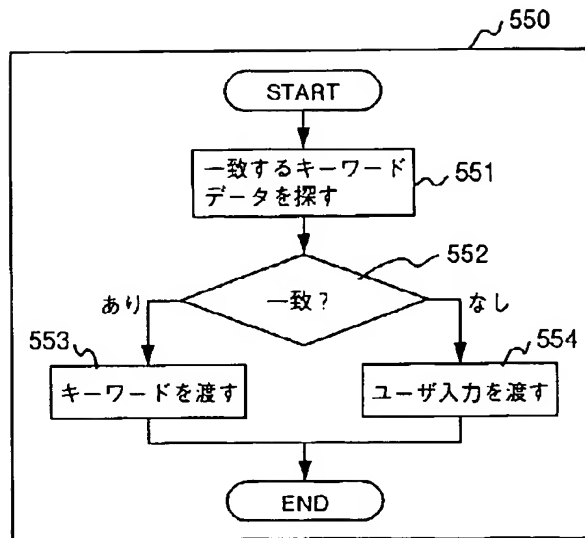 550
START
一致するキーワード
データを探す
551
552
一致?
あり
なし
553
554
キーワードを渡す
ユーザ入力を渡す
END